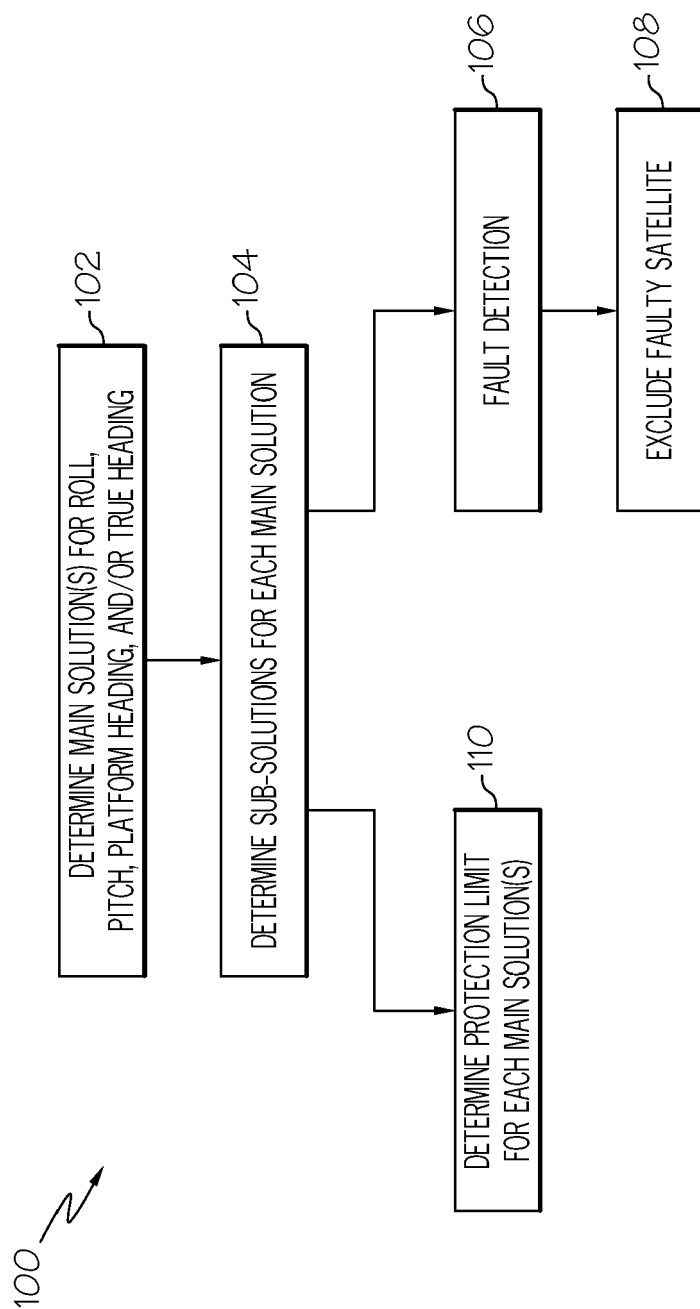 100
DETERMINE MAIN SOLUTION(S) FOR ROLL,
PITCH, PLATFORM HEADING, AND/OR TRUE HEADING
102
DETERMINE SUB-SOLUTIONS FOR EACH MAIN SOLUTION
104
DETERMINE PROTECTION LIMIT
FOR EACH MAIN SOLUTION(S)
110
FAULT DETECTION
106
EXCLUDE FAULTY SATELLITE
108